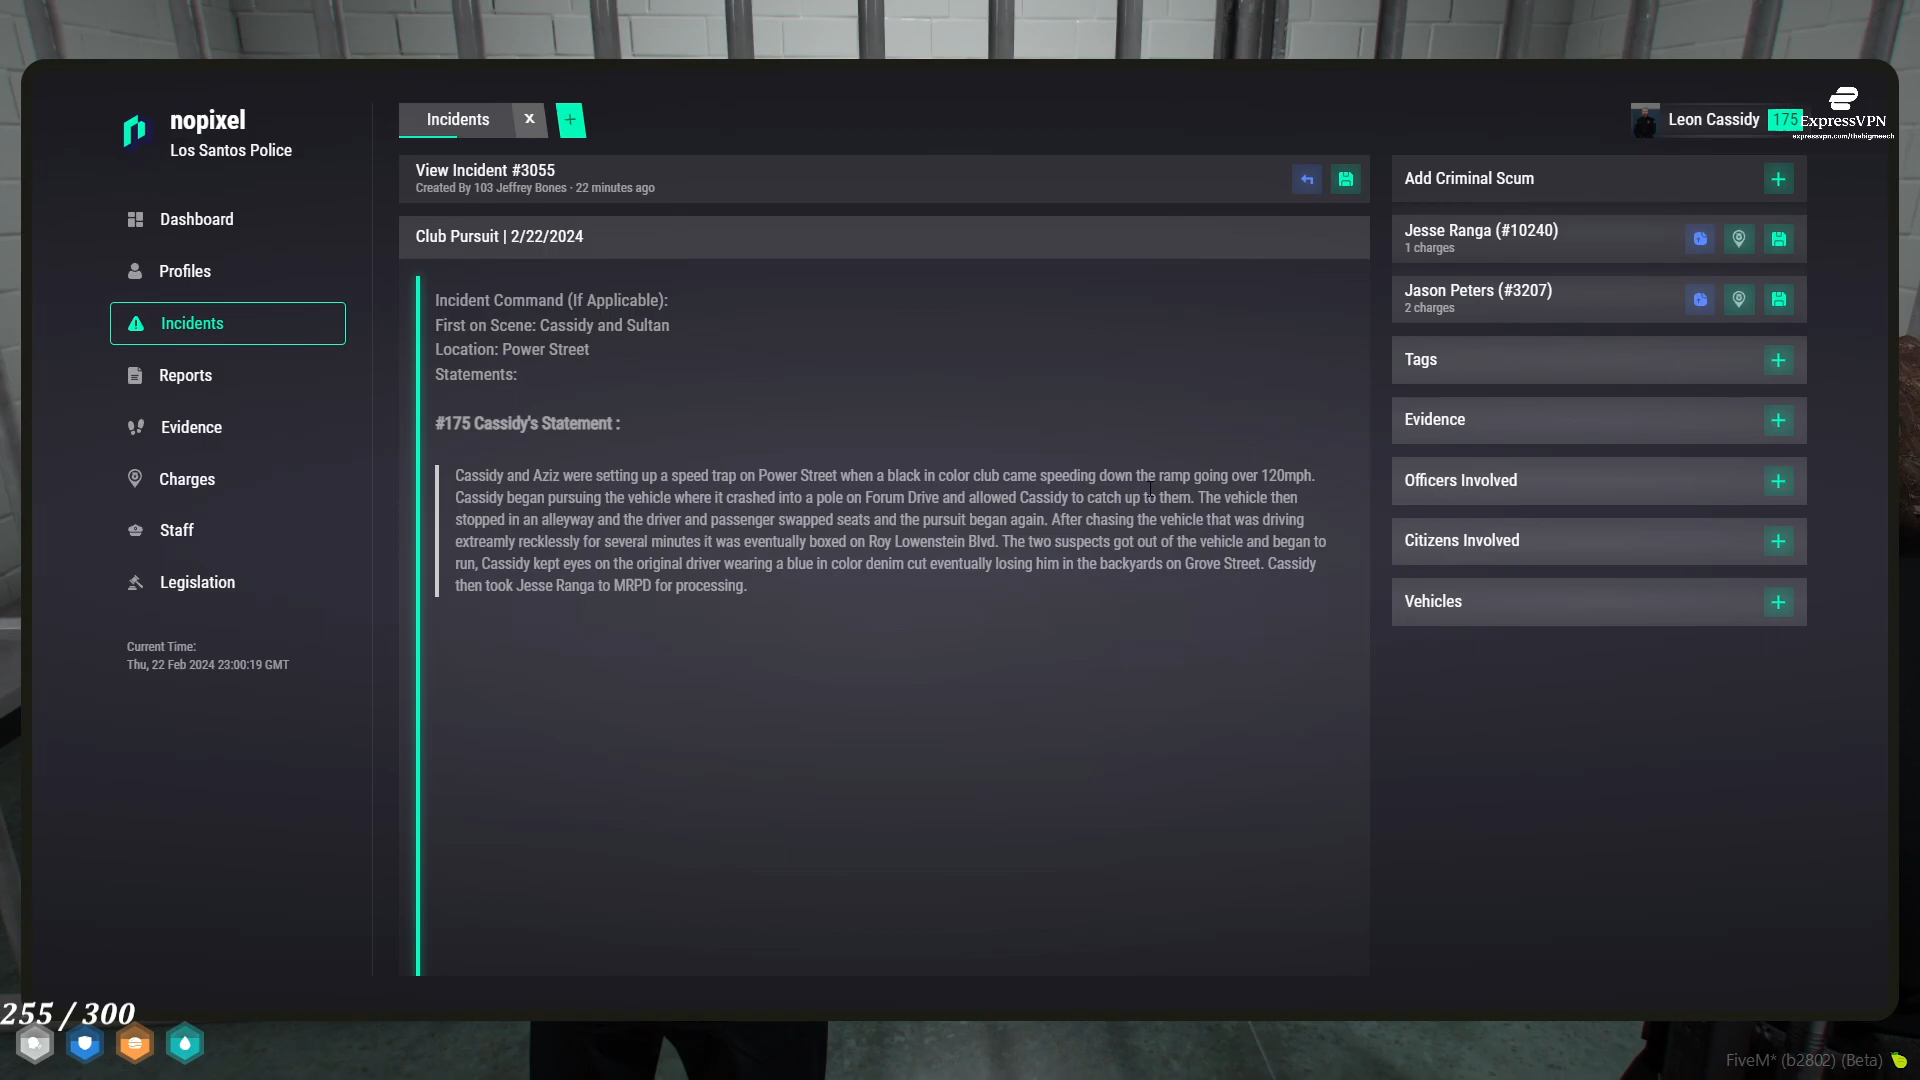 nopixel
Los Santos Police
Dashboard
Profiles
Incidents
Reports
Evidence
Charges
Staff
Legislation
Current Time:
Thu, 22 Feb 2024 23:00:19 GMT
Incidents x +
Leon Cassidy 175
ExpressVPN
expressvpn.com/thebigmeech
View Incident #3055
Created By 103 Jeffrey Bones · 22 minutes ago
Club Pursuit | 2/22/2024
Incident Command (If Applicable):
First on Scene: Cassidy and Sultan
Location: Power Street
Statements:
#175 Cassidy's Statement :
Cassidy and Aziz were setting up a speed trap on Power Street when a black in color club came speeding down the ramp going over 120mph.
Cassidy began pursuing the vehicle where it crashed into a pole on Forum Drive and allowed Cassidy to catch up to them. The vehicle then
stopped in an alleyway and the driver and passenger swapped seats and the pursuit began again. After chasing the vehicle that was driving
extreamly recklessly for several minutes it was eventually boxed on Roy Lowenstein Blvd. The two suspects got out of the vehicle and began to
run, Cassidy kept eyes on the original driver wearing a blue in color denim cut eventually losing him in the backyards on Grove Street. Cassidy
then took Jesse Ranga to MRPD for processing.
Add Criminal Scum
Jesse Ranga (#10240)
1 charges
Jason Peters (#3207)
2 charges
Tags
Evidence
Officers Involved
Citizens Involved
Vehicles
255 / 300
FiveM* (b2802) (Beta)